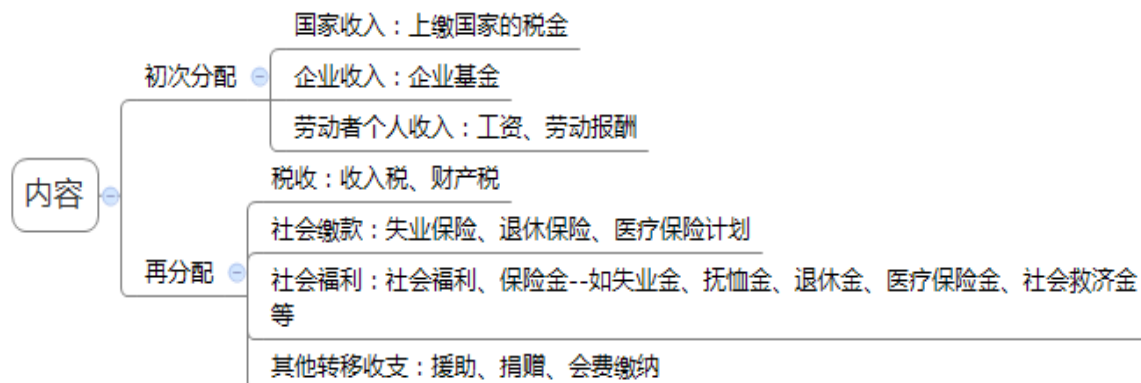 国家收入：上缴国家的税金
初次分配
企业收入：企业基金
劳动者个人收入：工资、劳动报酬
内容
税收：收入税、财产税
社会缴款：失业保险、退休保险、医疗保险计划
再分配
社会福利：社会福利、保险金--如失业金、抚恤金、退休金、医疗保险金、社会救济金
等
其他转移收支：援助、捐赠、会费缴纳